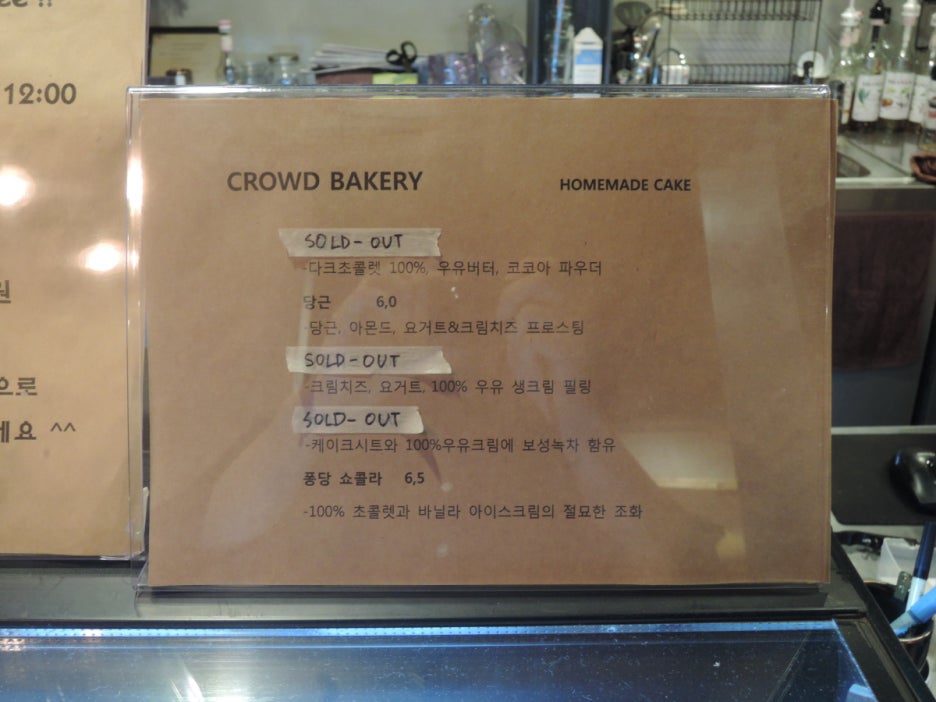 12:00
원
으로
세요 ^^
CROWD BAKERY
HOMEMADE CAKE
SOLD-OUT
-다크초콜렛 100%, 우유버터, 코코아 파우더
당근 6,0
-당근, 아몬드, 요거트&크림치즈 프로스팅
SOLD-OUT
-크림치즈, 요거트, 100% 우유 생크림 필링
SOLD-OUT
-케이크시트와 100%우유크림에 보성녹차 함유
퐁당 쇼콜라 6,5
-100% 초콜렛과 바닐라 아이스크림의 절묘한 조화